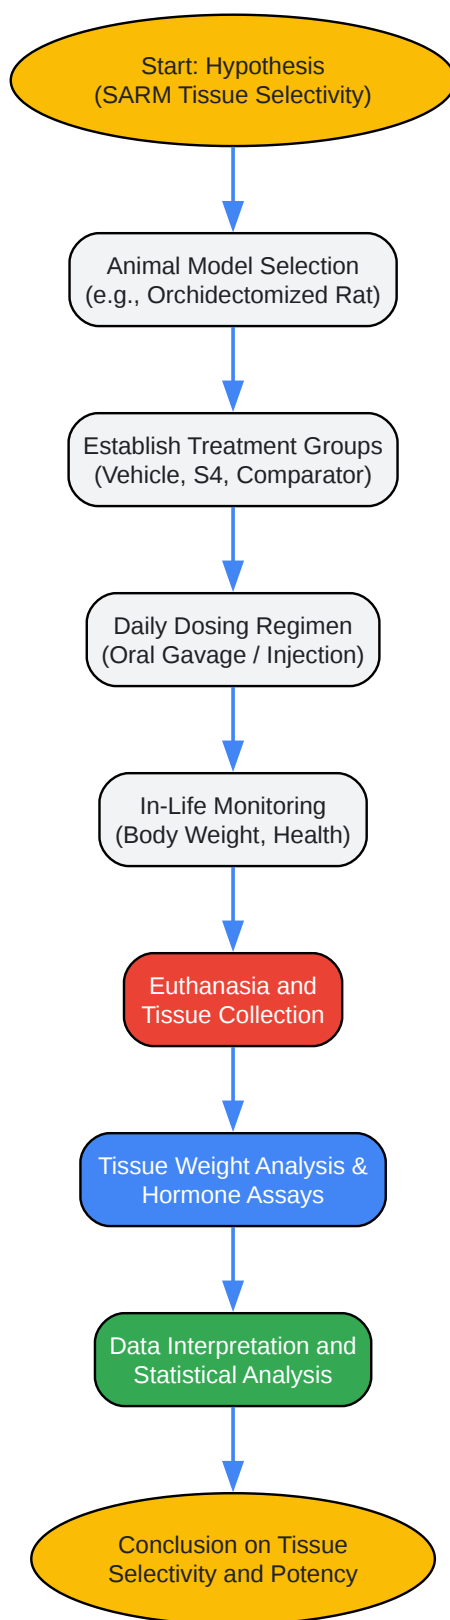 Start: Hypothesis
(SARM Tissue Selectivity)
Animal Model Selection
(e.g., Orchidectomized Rat)
Establish Treatment Groups
(Vehicle, S4, Comparator)
Daily Dosing Regimen
(Oral Gavage / Injection)
In-Life Monitoring
(Body Weight, Health)
Euthanasia and
Tissue Collection
Tissue Weight Analysis &
Hormone Assays
Data Interpretation and
Statistical Analysis
Conclusion on Tissue
Selectivity and Potency